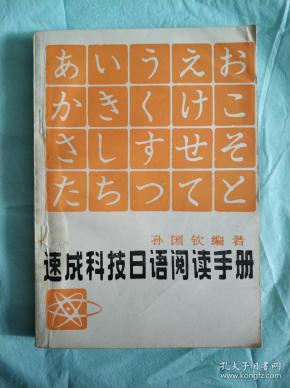 あいうえお
かきくけこ
さしすせそ
たちつてと
孙国钦编著
速成科技日语阅读手册
孔夫子旧书网